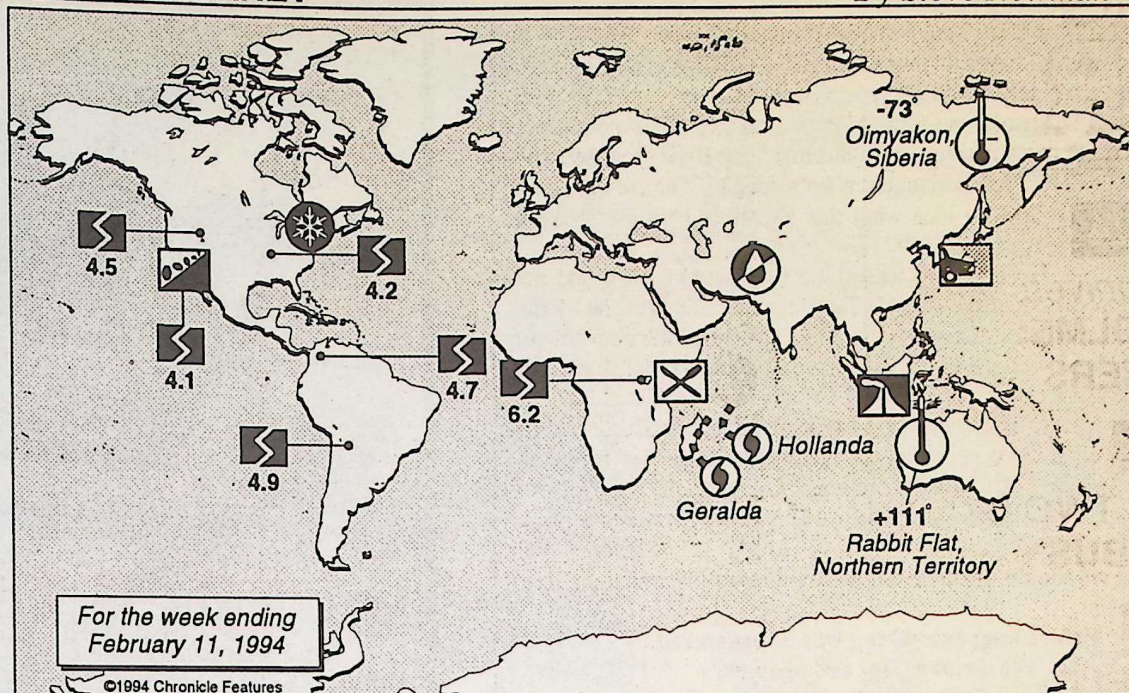 -73°
Oimyakon,
Siberia
4.5
4.2
4.1
4.7
6.2
4.9
Hollanda
Geralda
+111°
Rabbit Flat,
Northern Territory
For the week ending
February 11, 1994
©1994 Chronicle Features